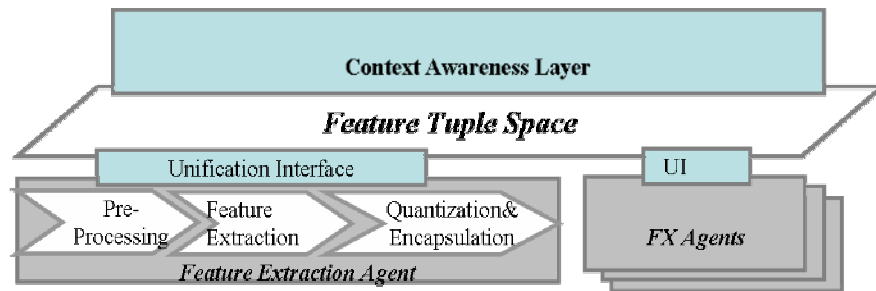 Context Awareness Layer
Feature Tuple Space
Unification Interface
UI
Pre-
Processing
Feature
Extraction
Quantization&
Encapsulation
Feature Extraction Agent
FX Agents